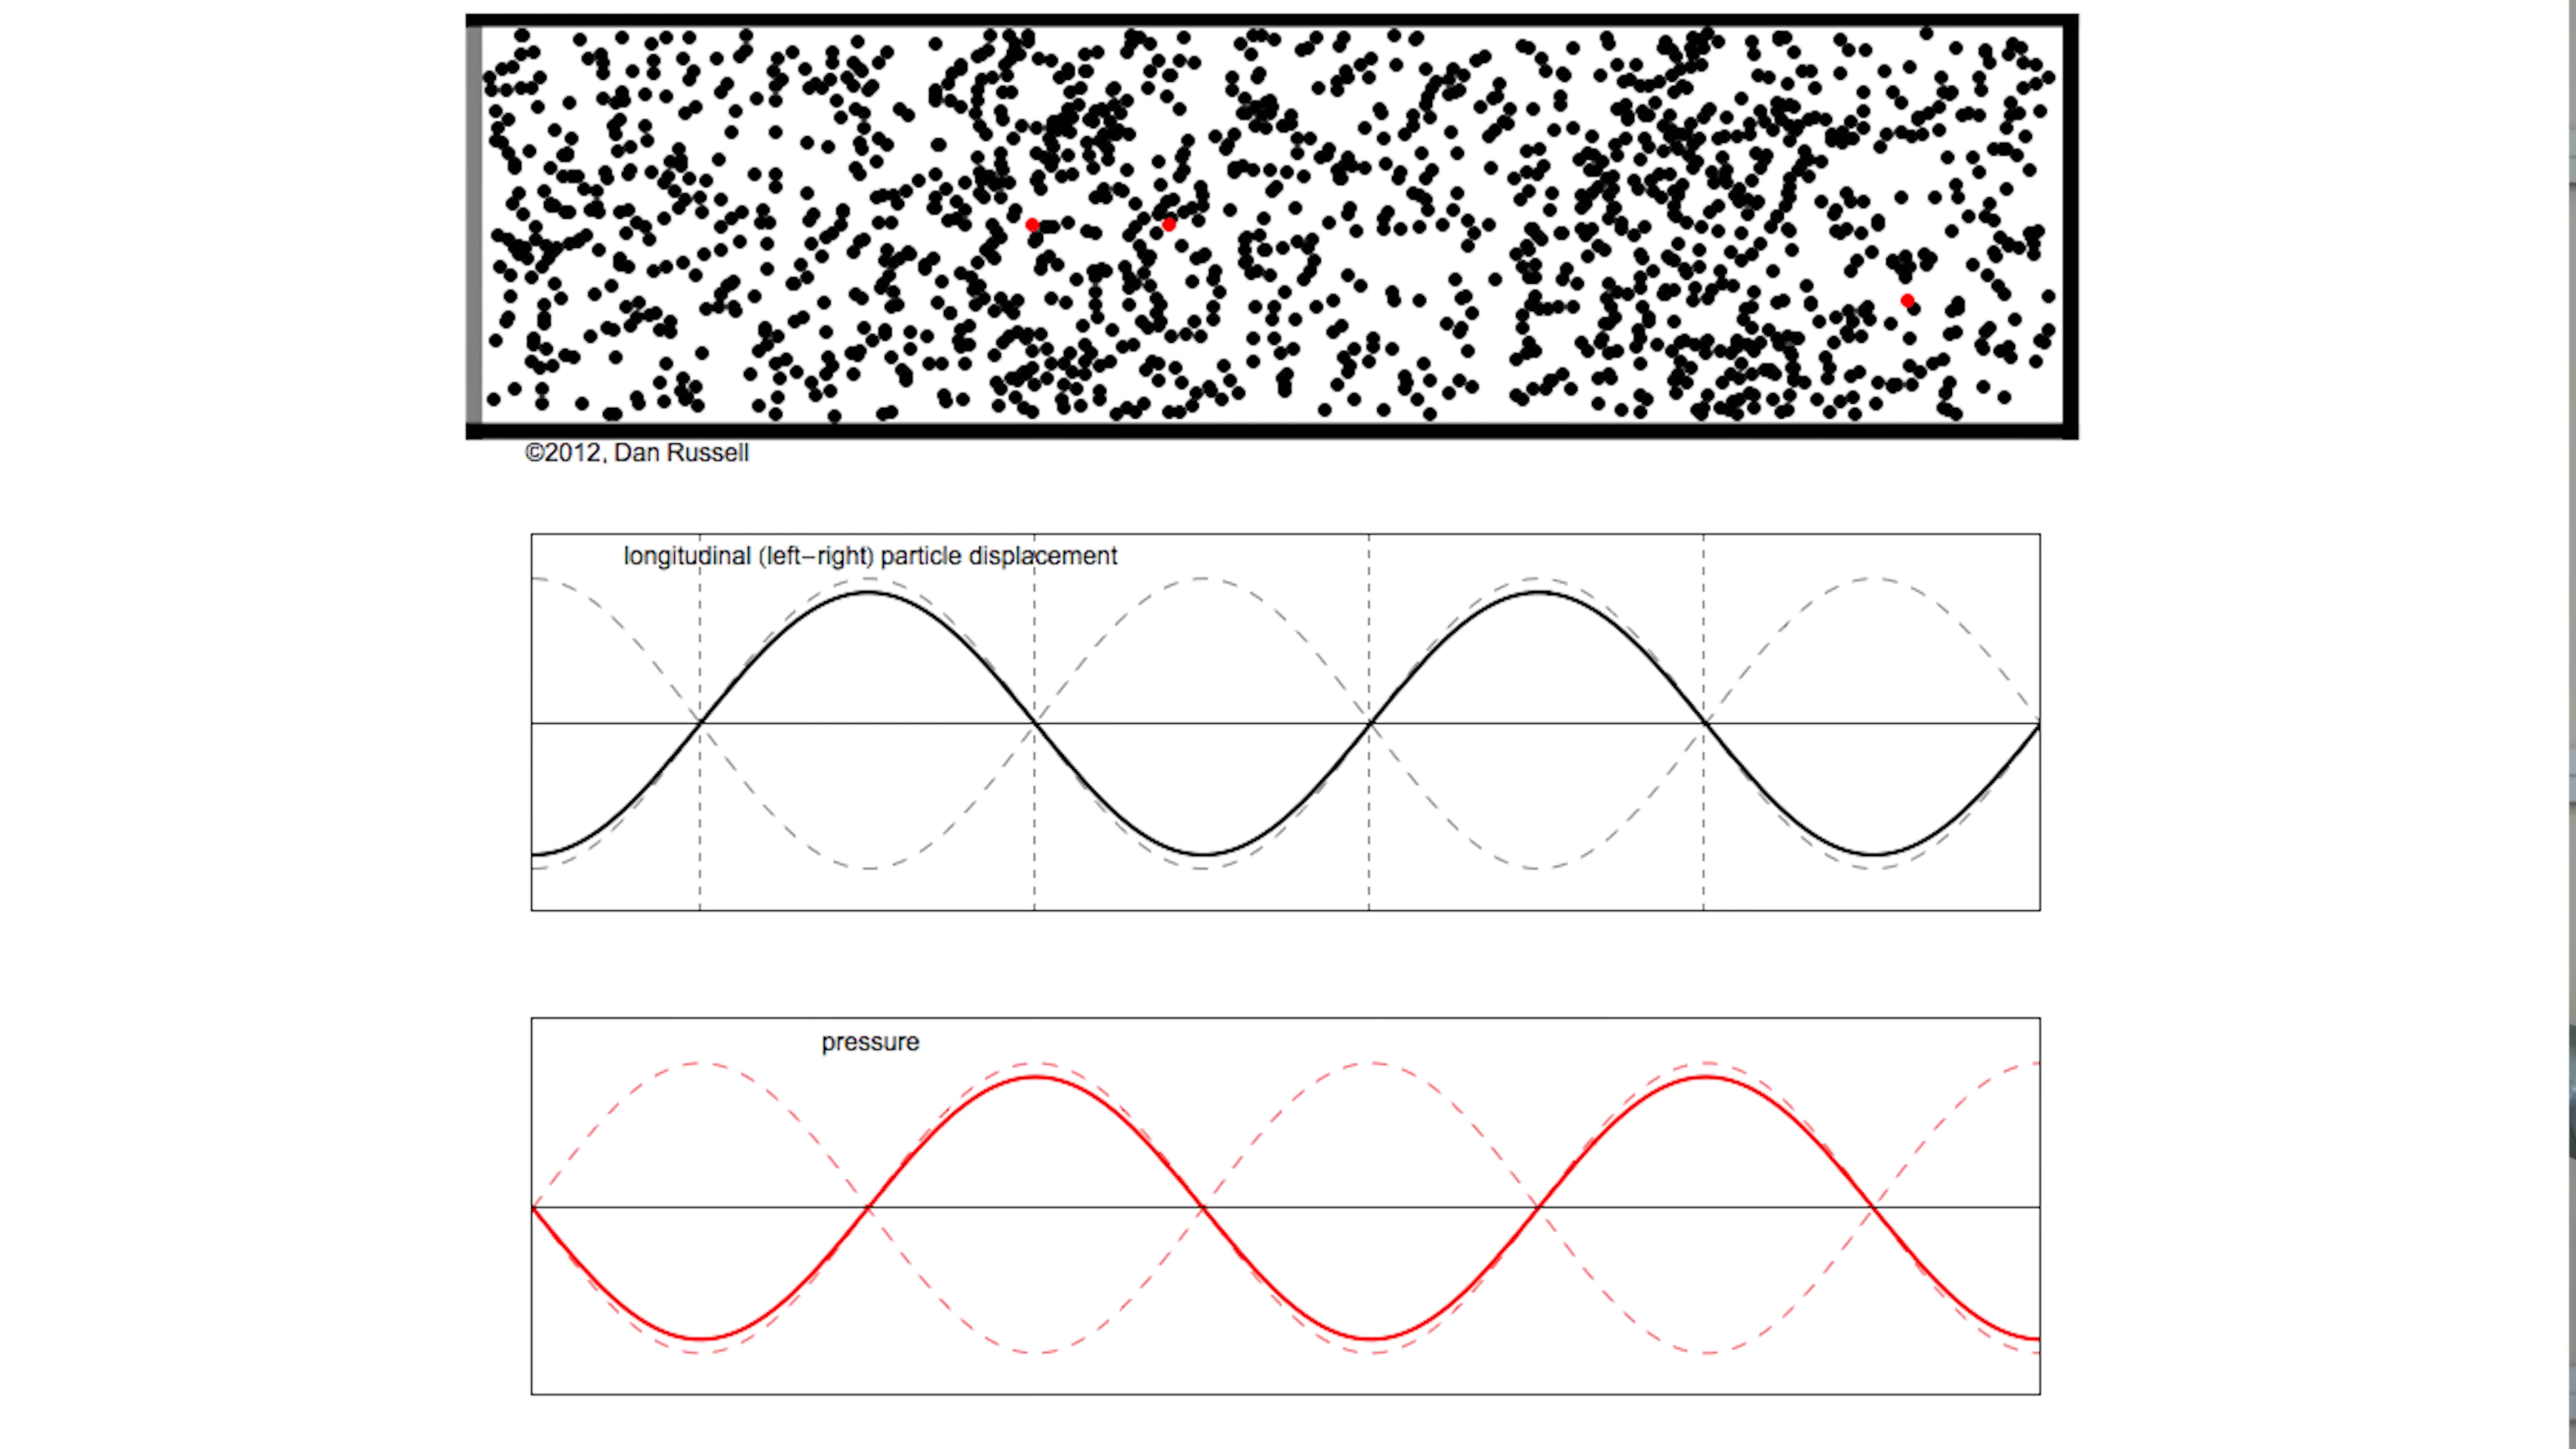 ©2012, Dan Russell
longitudinal (left−right) particle displacement
pressure